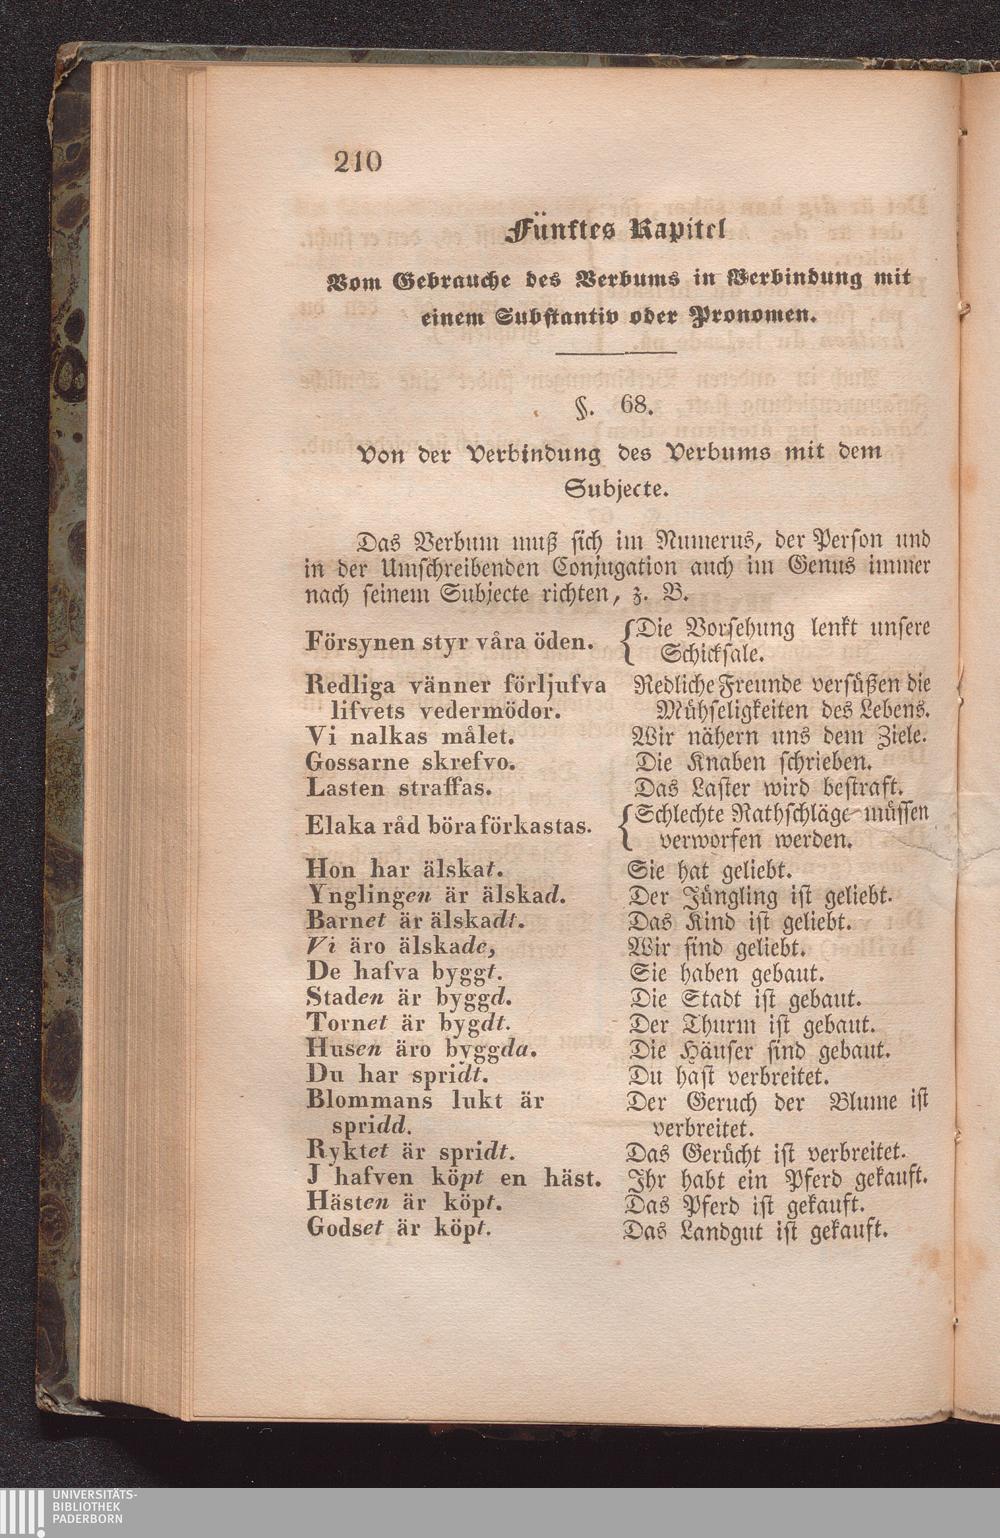 210
Fünftes Kapitel
Vom Gebrauche des Verbums in Verbindung mit
einem Substantiv oder Pronomen.
§. 68.
Von der Verbindung des Verbums mit dem
Subjecte.
Das Verbum muß sich im Numerus, der Person und
in der Umschreibenden Conjugation auch im Genus immer
nach seinem Subjecte richten, z. B.
Försynen styr våra öden. {Die Vorsehung lenkt unsere
Schicksale.
Redliga vänner förljufva Redliche Freunde versüßen die
lifvets vedermödor. Mühseligkeiten des Lebens.
Vi nalkas målet. Wir nähern uns dem Ziele.
Gossarne skrefvo. Die Knaben schrieben.
Lasten straffas. Das Laster wird bestraft.
Elaka råd böra förkastas. {Schlechte Rathschläge müssen
verworfen werden.
Hon har älskat. Sie hat geliebt.
Ynglingen är älskad. Der Jüngling ist geliebt.
Barnet är älskadt. Das Kind ist geliebt.
Vi äro älskade, Wir sind geliebt.
De hafva byggt. Sie haben gebaut.
Staden är byggd. Die Stadt ist gebaut.
Tornet är bygdt. Der Thurm ist gebaut.
Husen äro byggda. Die Häuser sind gebaut.
Du har spridt. Du hast verbreitet.
Blommans lukt är Der Geruch der Blume ist
spridd. verbreitet.
Ryktet är spridt. Das Gerücht ist verbreitet.
J hafven köpt en häst. Ihr habt ein Pferd gekauft.
Hästen är köpt. Das Pferd ist gekauft.
Godset är köpt. Das Landgut ist gekauft.
UNIVERSITÄTS-
BIBLIOTHEK
PADERBORN